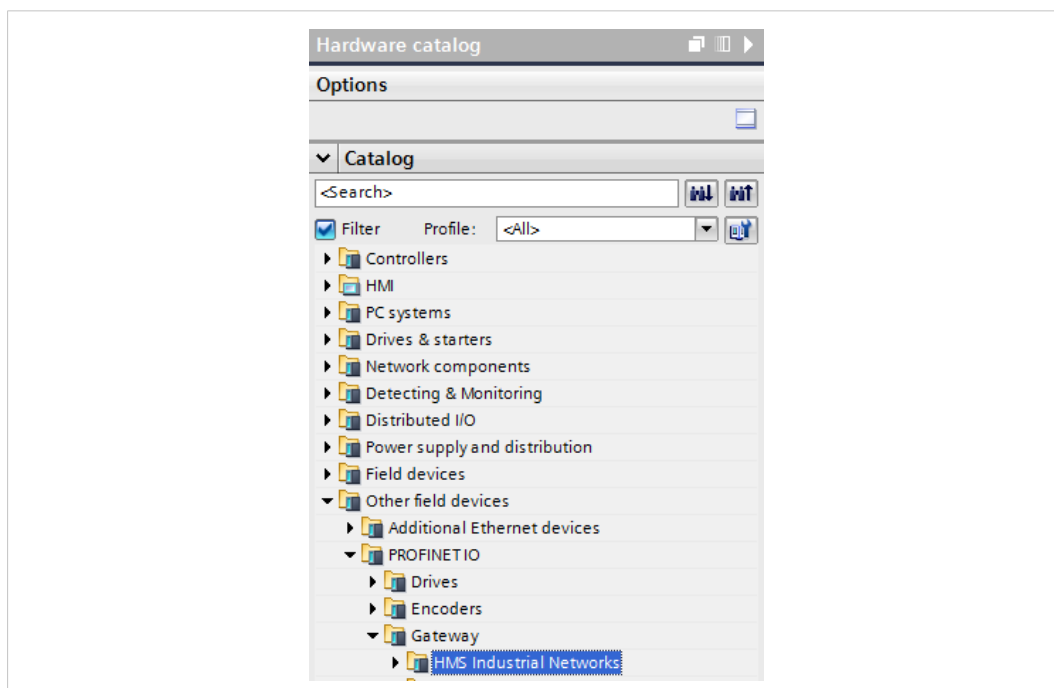 Hardware catalog
Options
Catalog
<Search>
Filter Profile: <All>
Controllers
HMI
PC systems
Drives & starters
Network components
Detecting & Monitoring
Distributed I/O
Power supply and distribution
Field devices
Other field devices
Additional Ethernet devices
PROFINET IO
Drives
Encoders
Gateway
HMS Industrial Networks